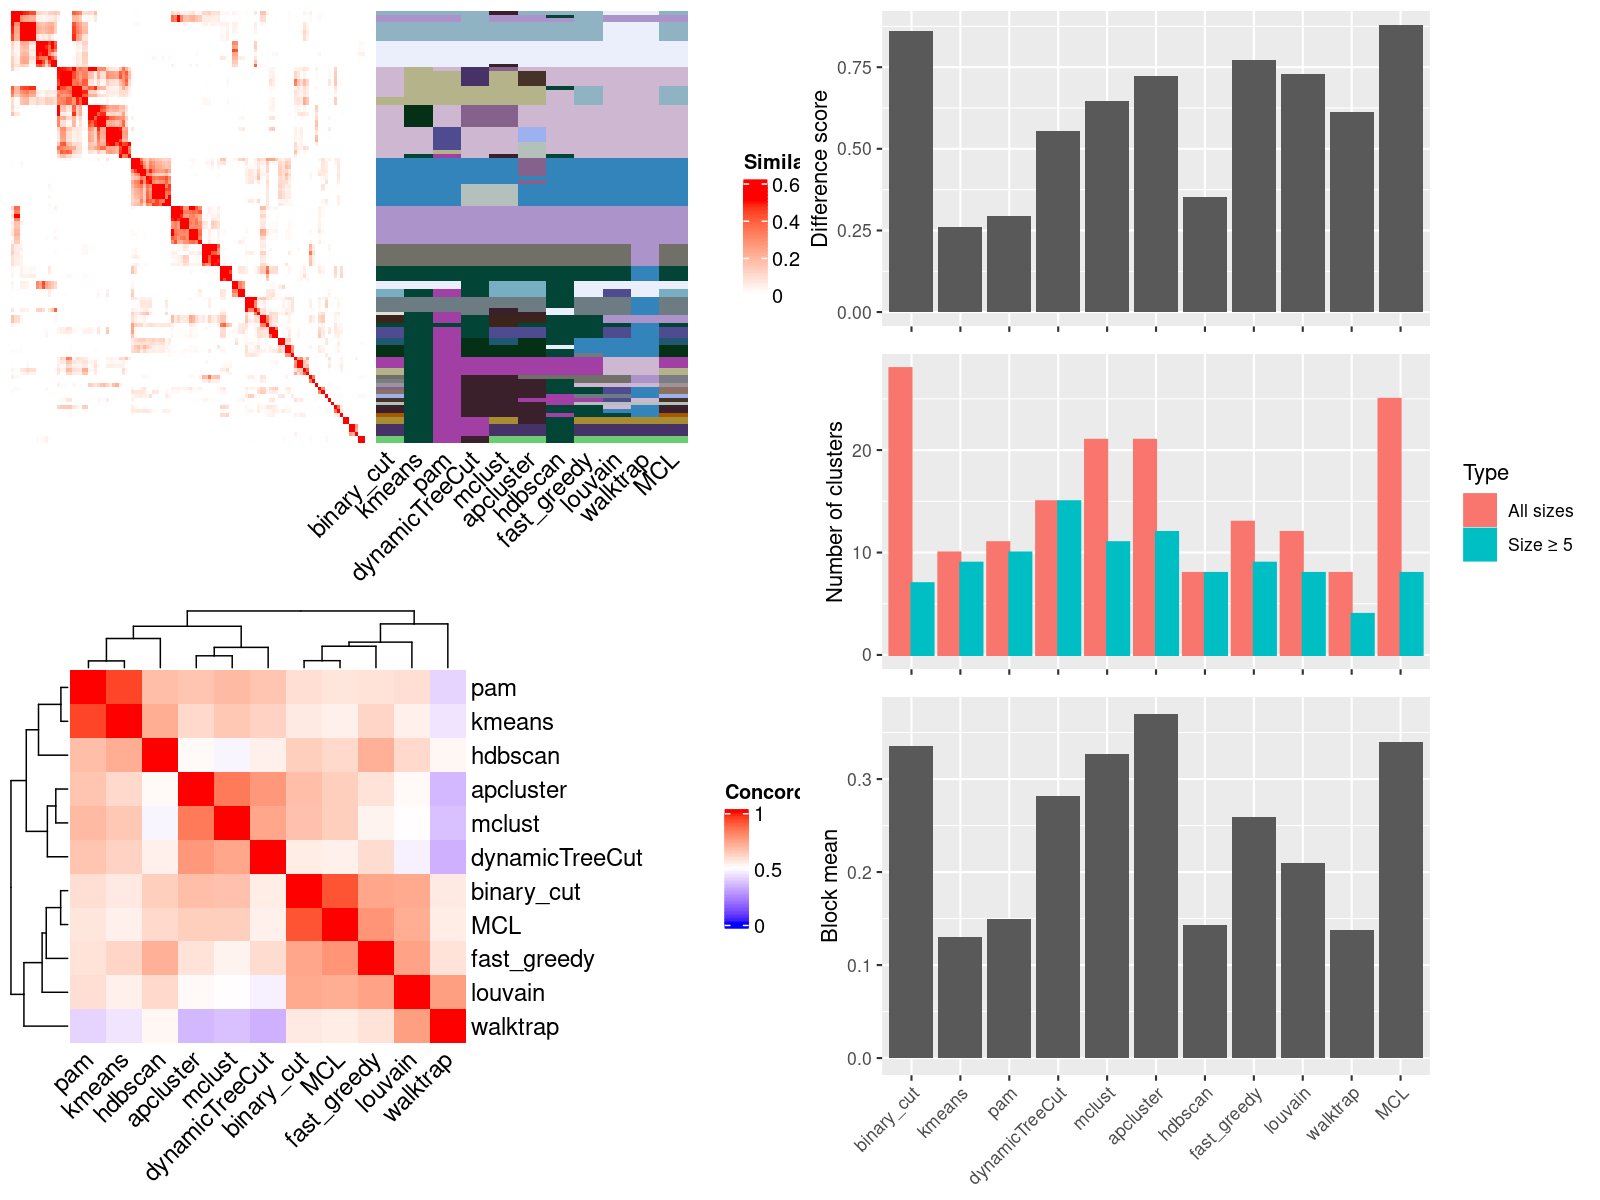 Simila
0.6
0.4
0.2
0
binary_cut
kmeans
pam
dynamicTreeCut
mclust
apcluster
hdbscan
fast_greedy
louvain
walktrap
MCL
Difference score
0.75
0.50
0.25
0.00
Number of clusters
20
10
0
Type
All sizes
Size ≥ 5
pam
kmeans
hdbscan
apcluster
mclust
dynamicTreeCut
binary_cut
MCL
fast_greedy
louvain
walktrap
pam
kmeans
hdbscan
apcluster
mclust
dynamicTreeCut
binary_cut
MCL
fast_greedy
louvain
walktrap
Concord
1
0.5
0
Block mean
0.3
0.2
0.1
0.0
binary_cut
kmeans
pam
dynamicTreeCut
mclust
apcluster
hdbscan
fast_greedy
louvain
walktrap
MCL